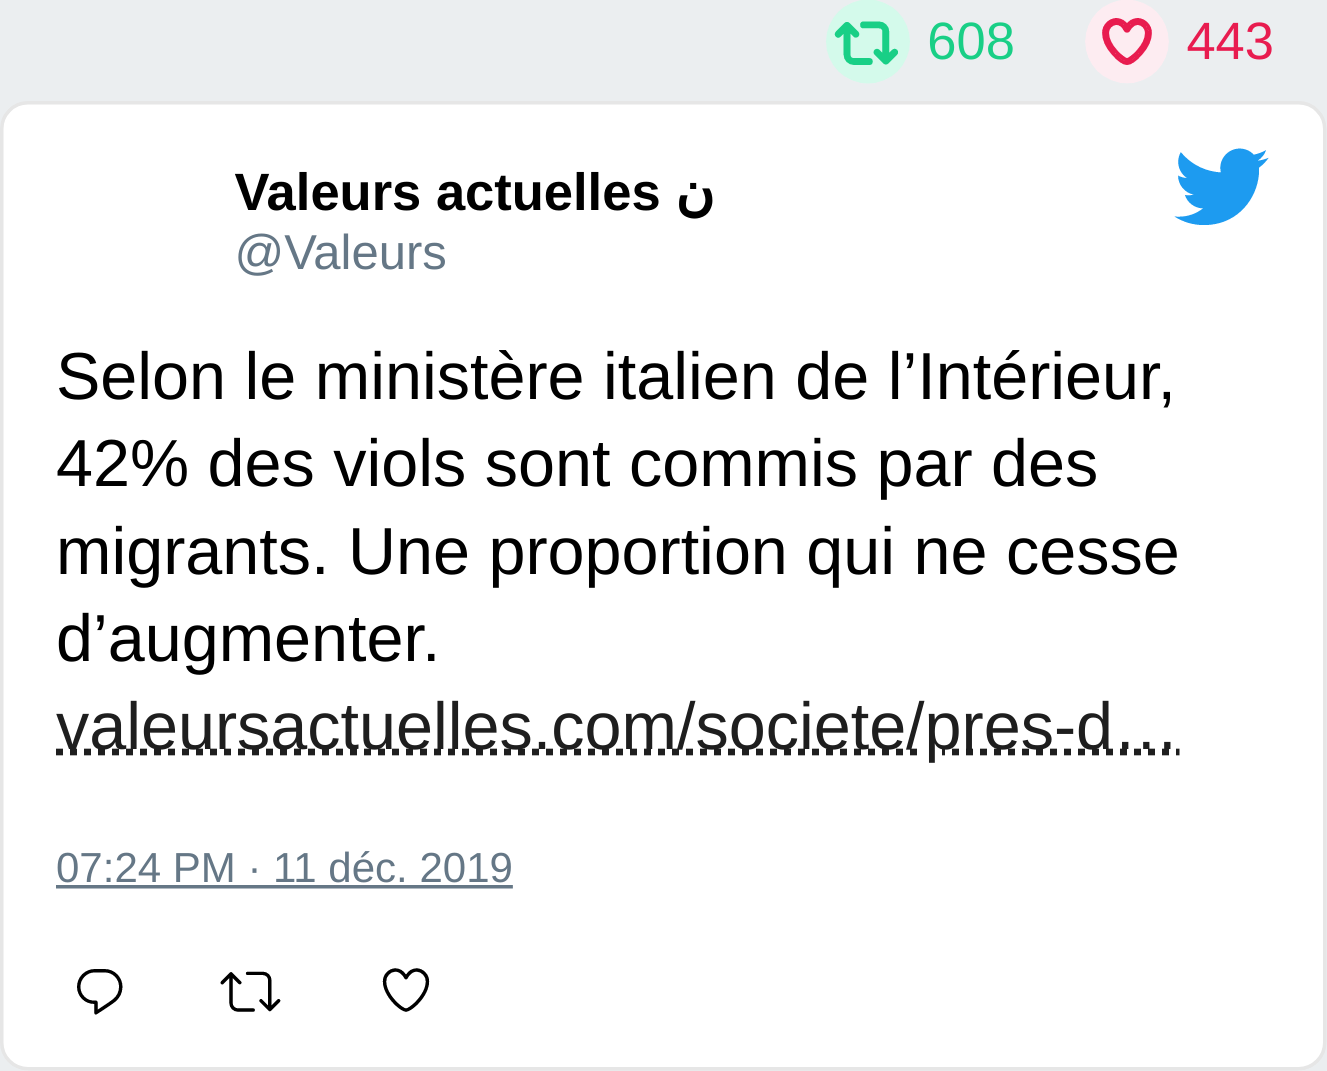 608 443
Valeurs actuelles ن
@Valeurs
Selon le ministère italien de l’Intérieur,
42% des viols sont commis par des
migrants. Une proportion qui ne cesse
d’augmenter.
valeursactuelles.com/societe/pres-d…
07:24 PM · 11 déc. 2019